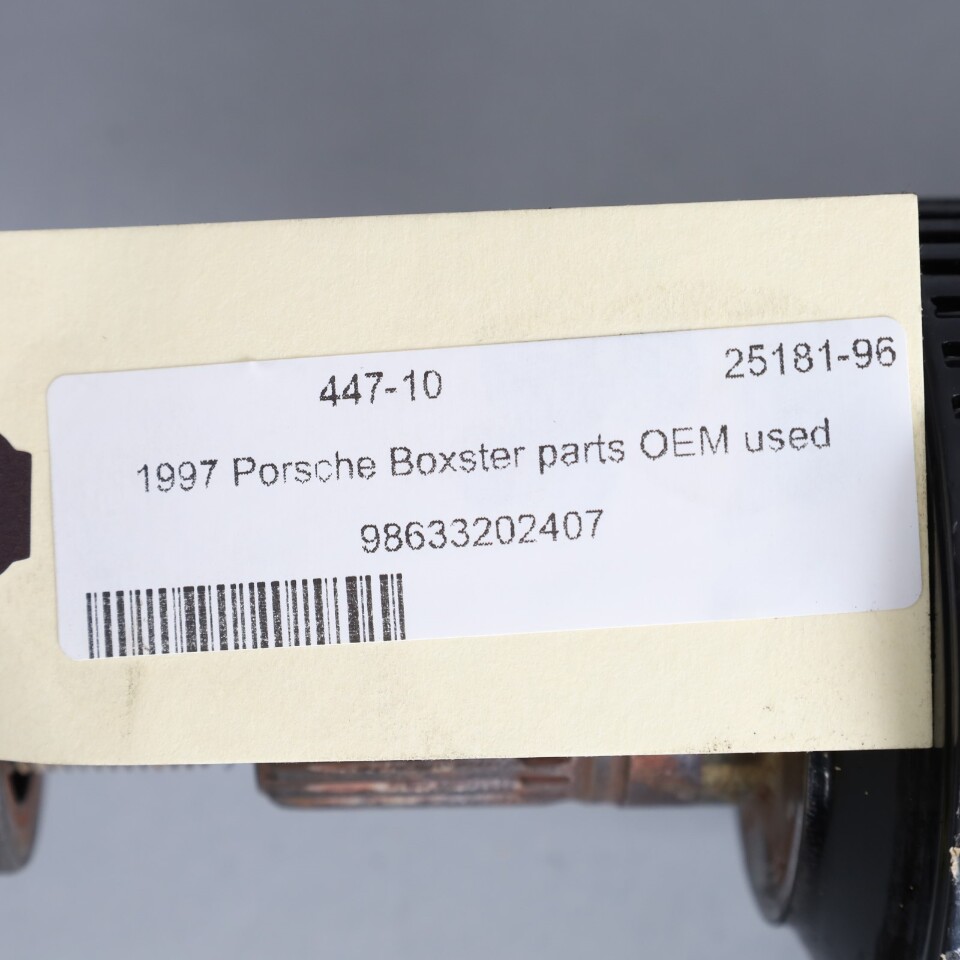 447-10 25181-96
1997 Porsche Boxster parts OEM used
98633202407